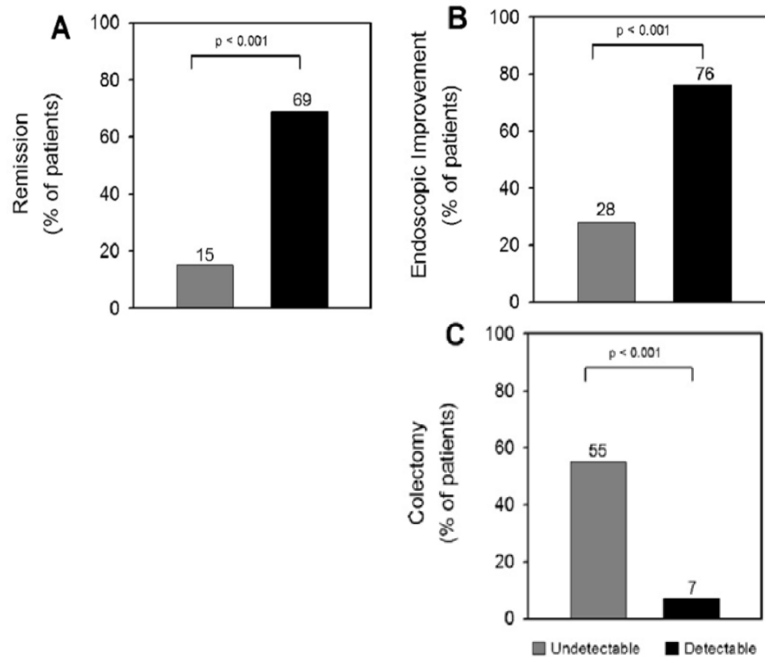 A
p < 0.001
100
80
60
40
20
0
69
15
Remission
(% of patients)
B
p < 0.001
100
80
60
40
20
0
76
28
Endoscopic Improvement
(% of patients)
C
p < 0.001
100
80
60
40
20
0
55
7
Colectomy
(% of patients)
Undetectable Detectable